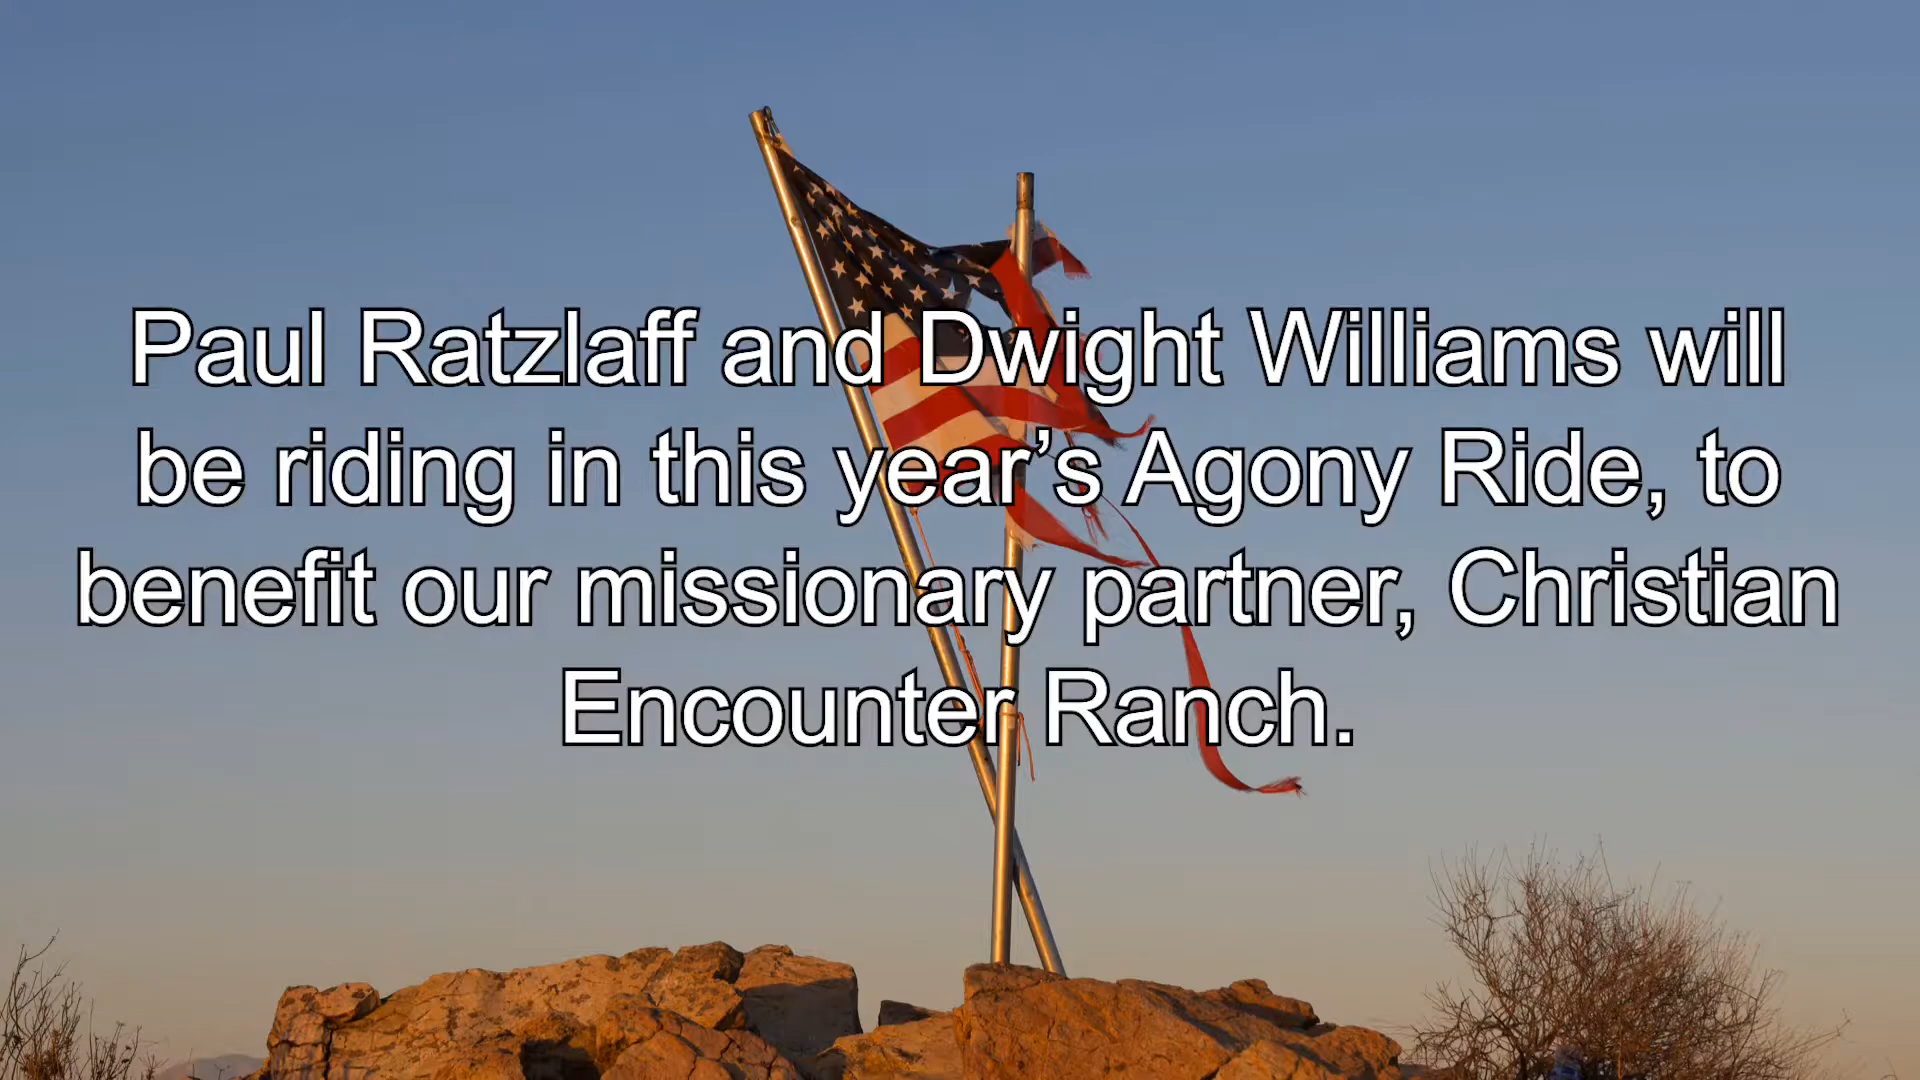 Paul Ratzlaff and Dwight Williams will
be riding in this year’s Agony Ride, to
benefit our missionary partner, Christian
Encounter Ranch.